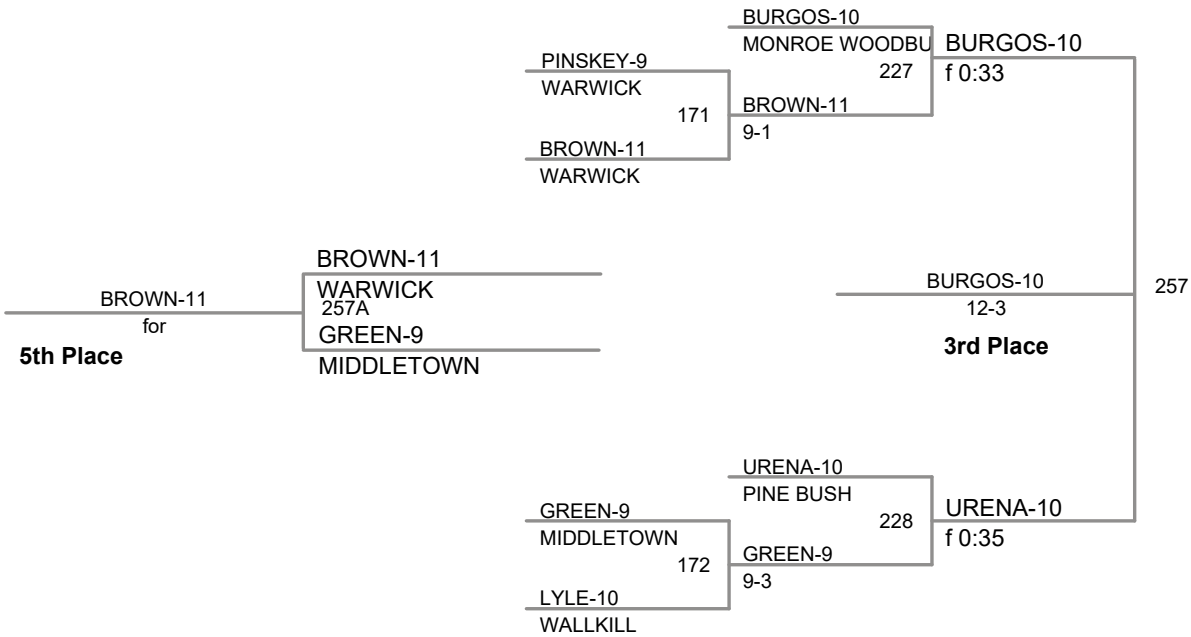 BURGOS-10
MONROE WOODBU
BURGOS-10
PINSKEY-9
227
f 0:33
WARWICK
171
BROWN-11
9-1
BROWN-11
WARWICK
BROWN-11
WARWICK
257A
BROWN-11
for
GREEN-9
5th Place
MIDDLETOWN
BURGOS-10
257
12-3
3rd Place
URENA-10
PINE BUSH
URENA-10
GREEN-9
228
f 0:35
MIDDLETOWN
172
GREEN-9
9-3
LYLE-10
WALLKILL